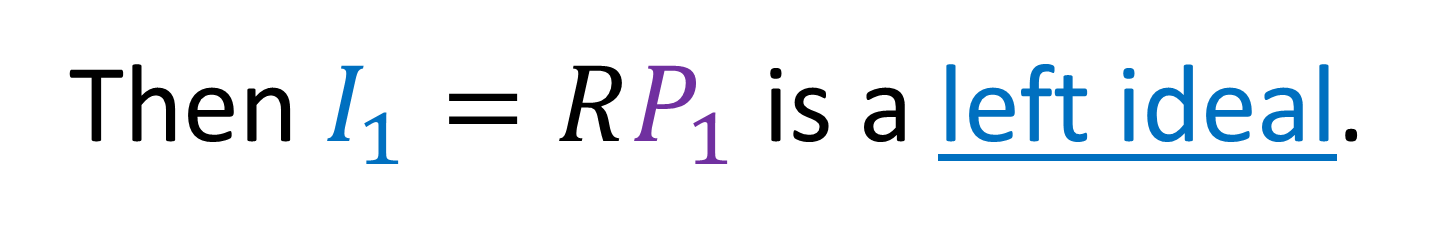 Then I₁ = RP₁ is a left ideal.